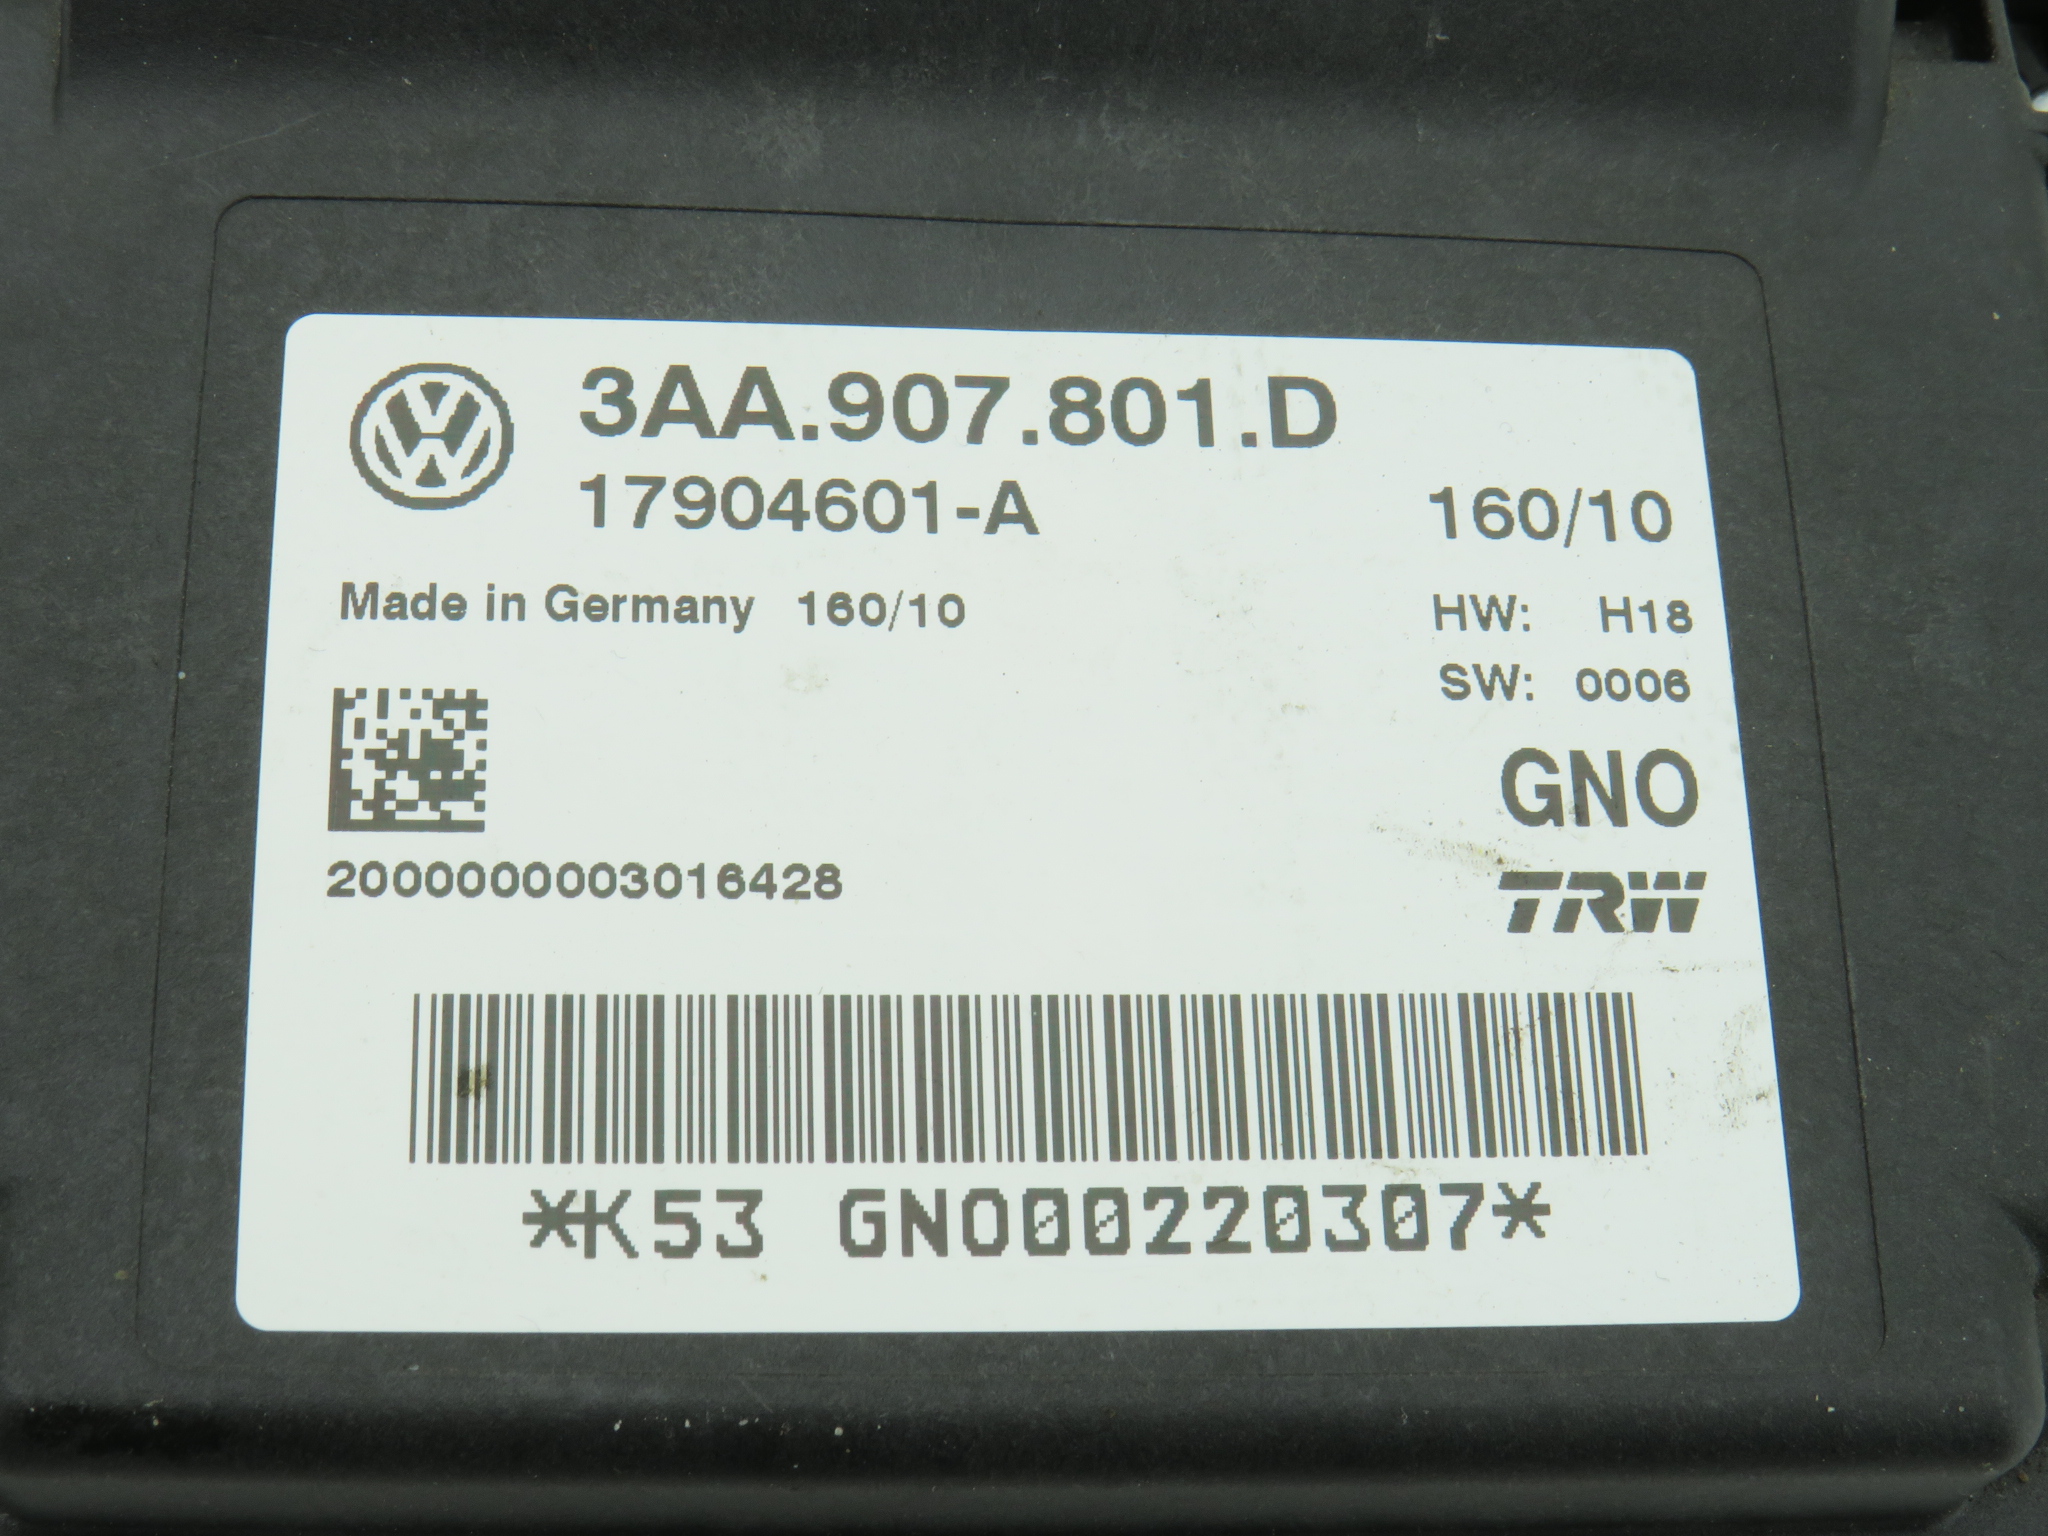 3AA.907.801.D
17904601-A 160/10
Made in Germany 160/10 HW: H18
SW: 0006
GNO
2000000003016428 TRW
*K53 GNO00220307*